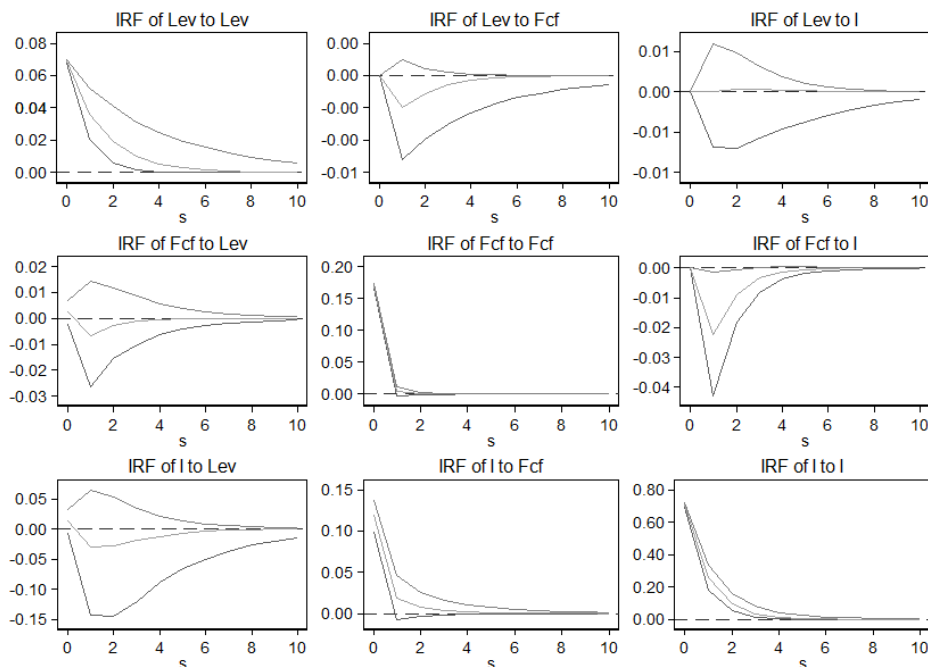 IRF of Lev to Lev
0.08
0.06
0.04
0.02
0.00
0 2 4 6 8 10
s
IRF of Lev to Fcf
0.00
0.00
-0.00
-0.00
-0.01
0 2 4 6 8 10
s
IRF of Lev to I
0.01
0.00
-0.01
-0.01
0 2 4 6 8 10
s
IRF of Fcf to Lev
0.02
0.01
0.00
-0.01
-0.02
-0.03
0 2 4 6 8 10
s
IRF of Fcf to Fcf
0.20
0.15
0.10
0.05
0.00
0 2 4 6 8 10
s
IRF of Fcf to I
0.00
-0.01
-0.02
-0.03
-0.04
0 2 4 6 8 10
s
IRF of I to Lev
0.05
0.00
-0.05
-0.10
-0.15
0 2 4 6 8 10
s
IRF of I to Fcf
0.15
0.10
0.05
0.00
0 2 4 6 8 10
s
IRF of I to I
0.80
0.60
0.40
0.20
0.00
0 2 4 6 8 10
s